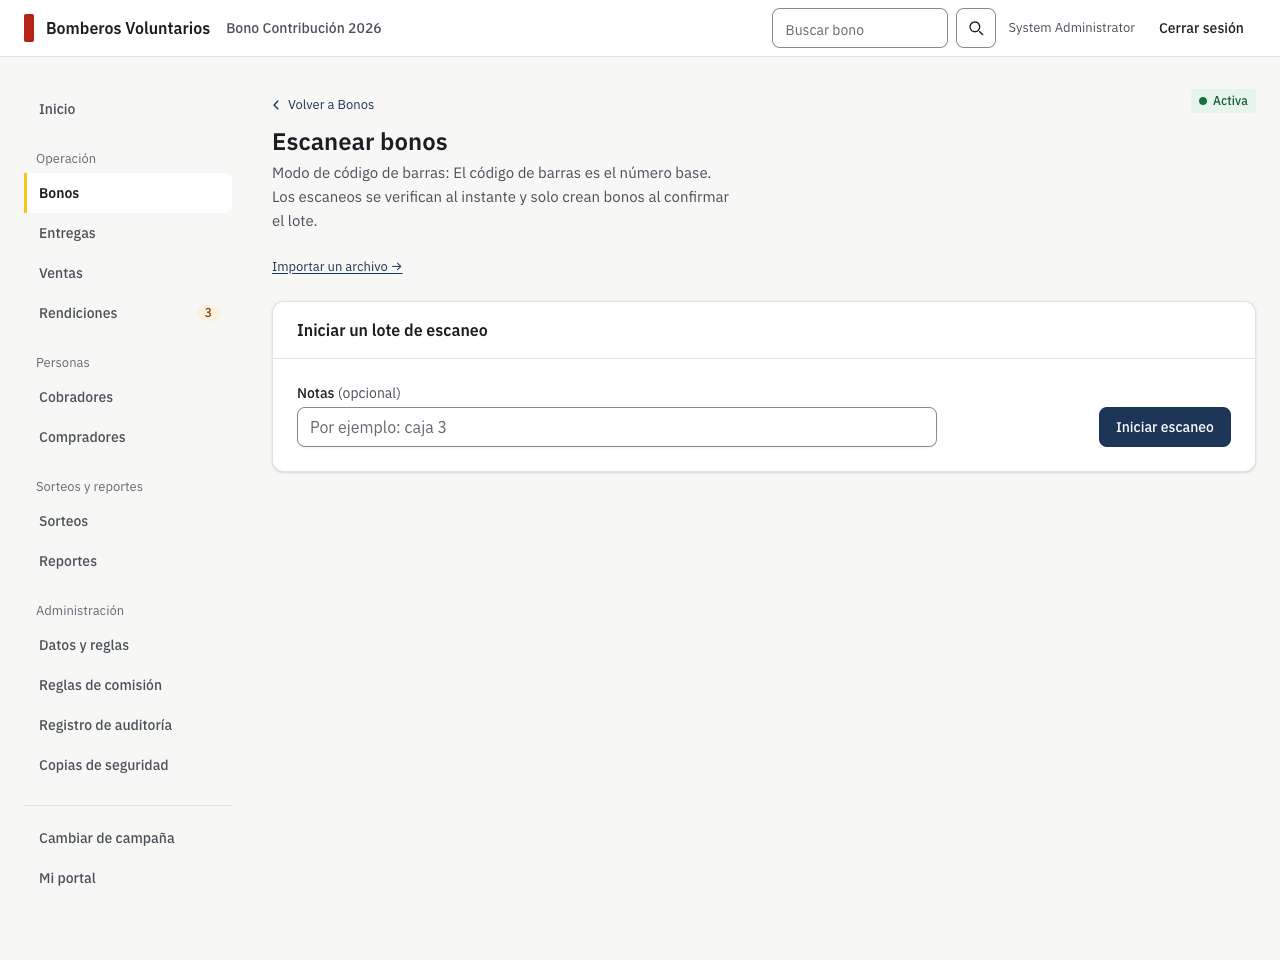 Bomberos Voluntarios
Bono Contribución 2026
Buscar bono
System Administrator
Cerrar sesión
Inicio
Operación
Bonos
Entregas
Ventas
Rendiciones 3
Personas
Cobradores
Compradores
Sorteos y reportes
Sorteos
Reportes
Administración
Datos y reglas
Reglas de comisión
Registro de auditoría
Copias de seguridad
Cambiar de campaña
Mi portal
Volver a Bonos
Activa
Escanear bonos
Modo de código de barras: El código de barras es el número base.
Los escaneos se verifican al instante y solo crean bonos al confirmar
el lote.
Importar un archivo →
Iniciar un lote de escaneo
Notas (opcional)
Por ejemplo: caja 3
Iniciar escaneo